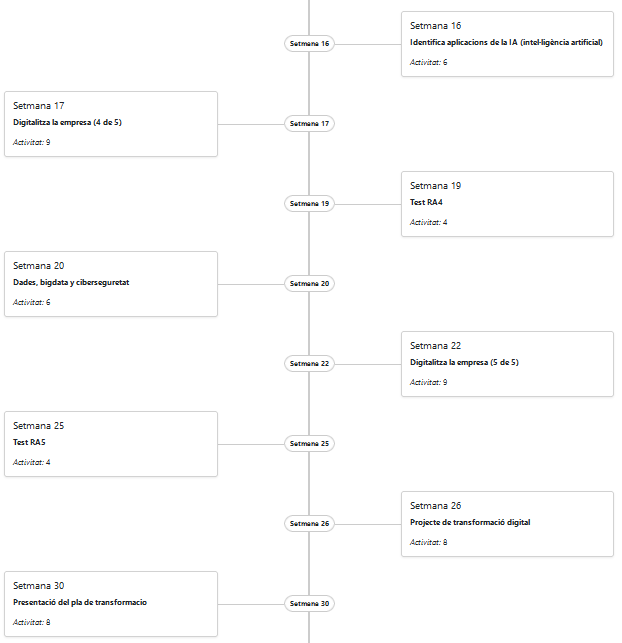 Setmana 16
Setmana 16
Identifica aplicacions de la IA (intel·ligència artificial)
Activitat: 6
Setmana 17
Digitalitza la empresa (4 de 5)
Activitat: 9
Setmana 17
Setmana 19
Setmana 19
Test RA4
Activitat: 4
Setmana 20
Dades, bigdata y ciberseguretat
Activitat: 6
Setmana 20
Setmana 22
Setmana 22
Digitalitza la empresa (5 de 5)
Activitat: 9
Setmana 25
Test RA5
Activitat: 4
Setmana 25
Setmana 26
Setmana 26
Projecte de transformació digital
Activitat: 8
Setmana 30
Presentació del pla de transformacio
Activitat: 8
Setmana 30